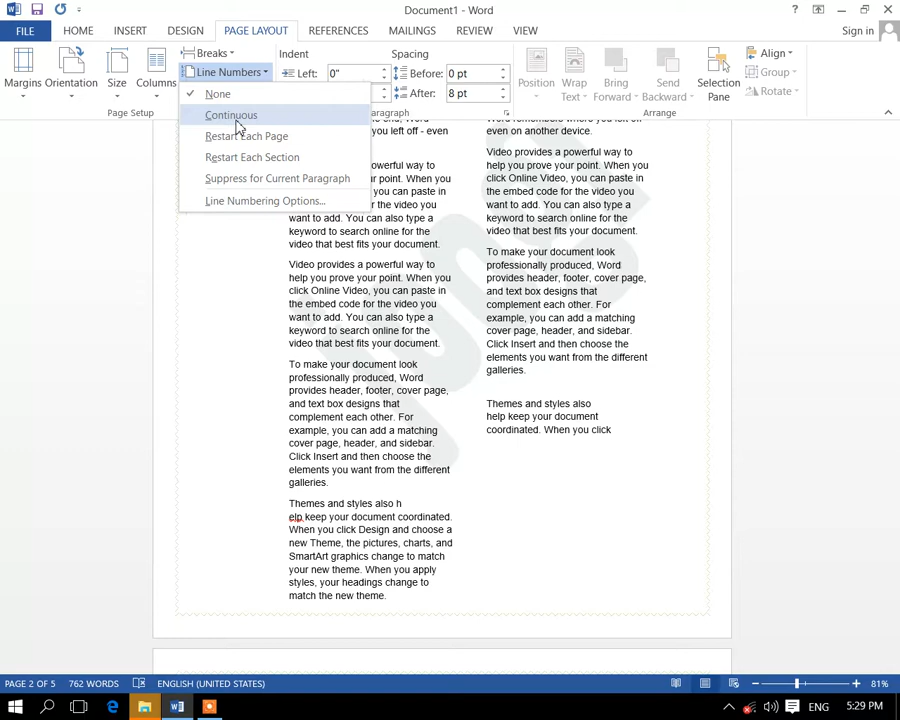 Document1 - Word
?
Sign in
FILE
HOME
INSERT
DESIGN
PAGE LAYOUT
REFERENCES
MAILINGS
REVIEW
VIEW
Margins
Orientation
Size
Columns
Breaks
Line Numbers
Page Setup
Indent
Left: 0"
Spacing
Before: 0 pt
After: 8 pt
Position
Wrap Text
Bring Forward
Send Backward
Selection Pane
Align
Group
Rotate
Arrange
None
Continuous
Restart Each Page
Restart Each Section
Suppress for Current Paragraph
Line Numbering Options...
you left off - even
powerful way to
When you
you can paste in
for the video you
want to add. You can also type a
keyword to search online for the
video that best fits your document.
Video provides a powerful way to
help you prove your point. When you
click Online Video, you can paste in
the embed code for the video you
want to add. You can also type a
keyword to search online for the
video that best fits your document.
To make your document look
professionally produced, Word
provides header, footer, cover page,
and text box designs that
complement each other. For
example, you can add a matching
cover page, header, and sidebar.
Click Insert and then choose the
elements you want from the different
galleries.
Themes and styles also h
elp keep your document coordinated.
When you click Design and choose a
new Theme, the pictures, charts, and
SmartArt graphics change to match
your new theme. When you apply
styles, your headings change to
match the new theme.
even on another device.
Video provides a powerful way to
help you prove your point. When you
click Online Video, you can paste in
the embed code for the video you
want to add. You can also type a
keyword to search online for the
video that best fits your document.
To make your document look
professionally produced, Word
provides header, footer, cover page,
and text box designs that
complement each other. For
example, you can add a matching
cover page, header, and sidebar.
Click Insert and then choose the
elements you want from the different
galleries.
Themes and styles also
help keep your document
coordinated. When you click
PAGE 2 OF 5
762 WORDS
ENGLISH (UNITED STATES)
81%
ENG
5:29 PM